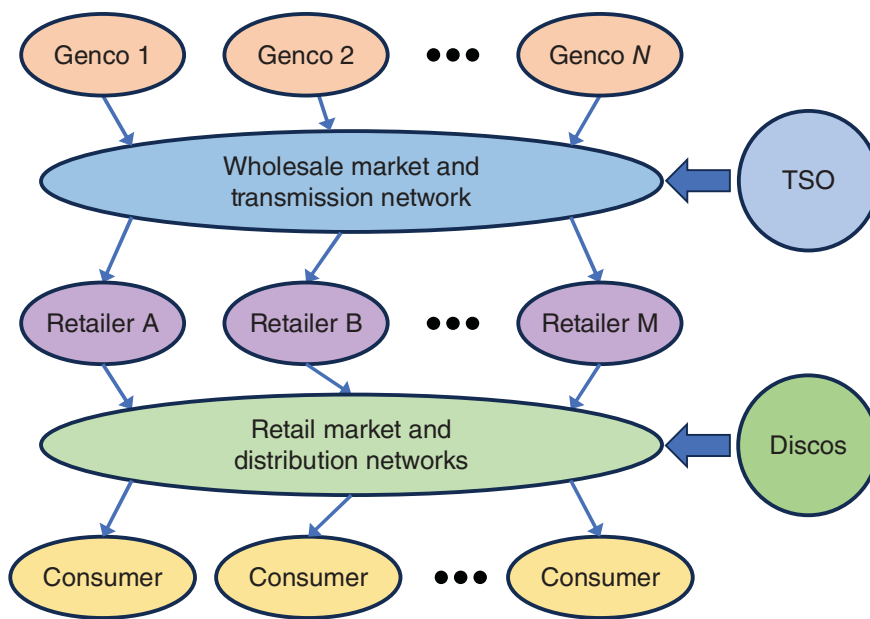 Genco 1
Genco 2
Genco N
Wholesale market and
transmission network
TSO
Retailer A
Retailer B
Retailer M
Retail market and
distribution networks
Discos
Consumer
Consumer
Consumer